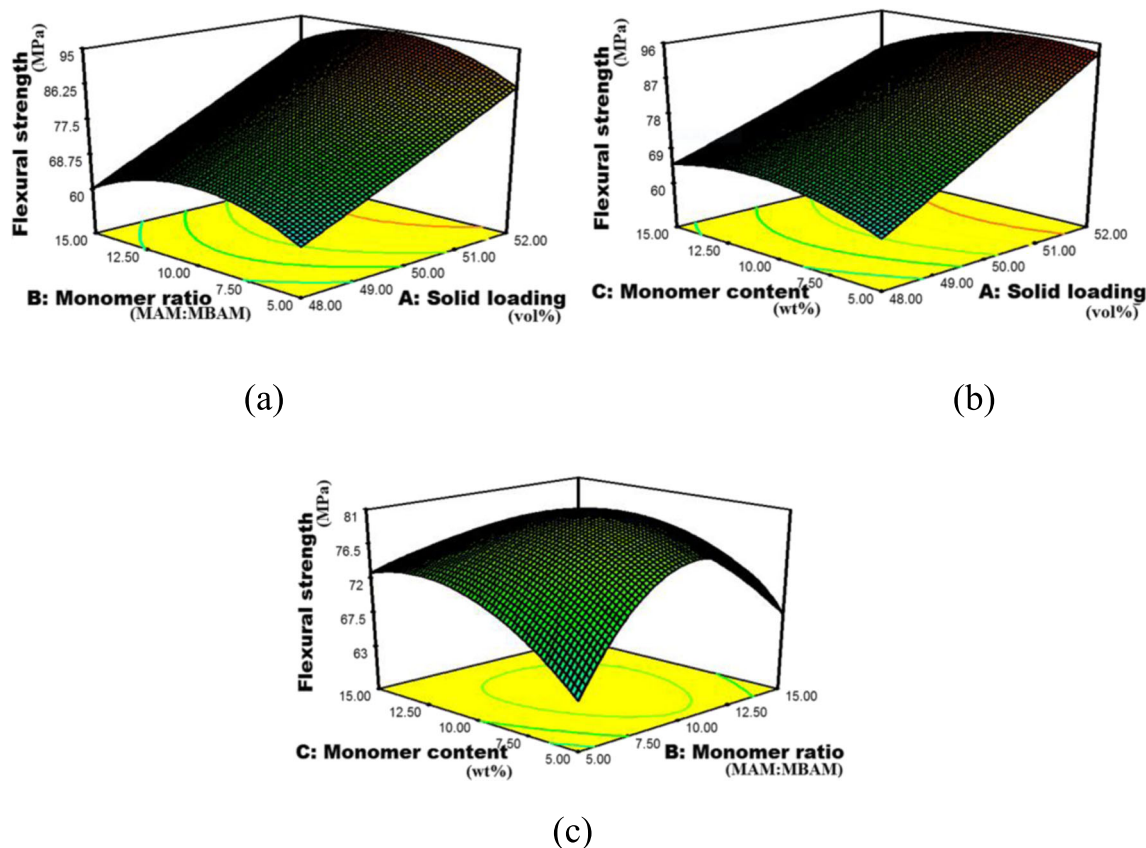 Flexural strength
(MPa)
95
86.25
77.5
68.75
60
15.00
12.50
10.00
7.50
5.00
48.00
49.00
50.00
51.00
52.00
B: Monomer ratio
(MAM:MBAM)
A: Solid loading
(vol%)
(a)
Flexural strength
(MPa)
96
87
78
69
60
15.00
12.50
10.00
7.50
5.00
48.00
49.00
50.00
51.00
52.00
C: Monomer content
(wt%)
A: Solid loading
(vol%)
(b)
Flexural strength
(MPa)
81
76.5
72
67.5
63
15.00
12.50
10.00
7.50
5.00
5.00
7.50
10.00
12.50
15.00
C: Monomer content
(wt%)
B: Monomer ratio
(MAM:MBAM)
(c)